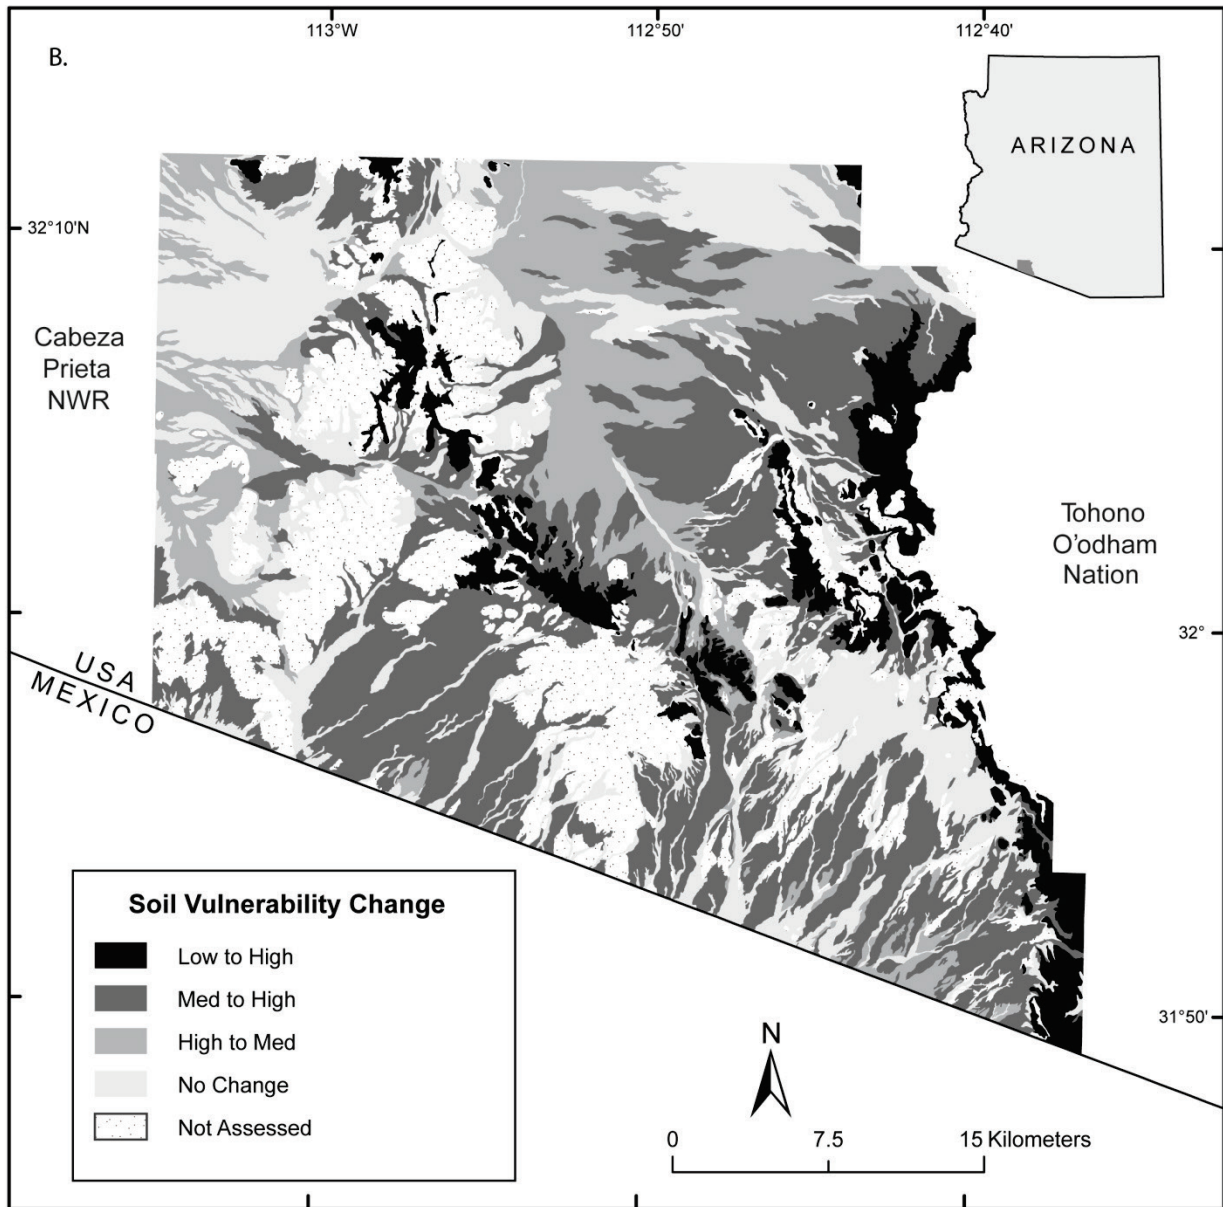 113°W
112°50'
112°40'
B.
ARIZONA
32°10'N
Cabeza
Prieta
NWR
Tohono
O'odham
Nation
32°
USA
MEXICO
Soil Vulnerability Change
Low to High
Med to High
High to Med
No Change
Not Assessed
31°50'
N
0
7.5
15 Kilometers